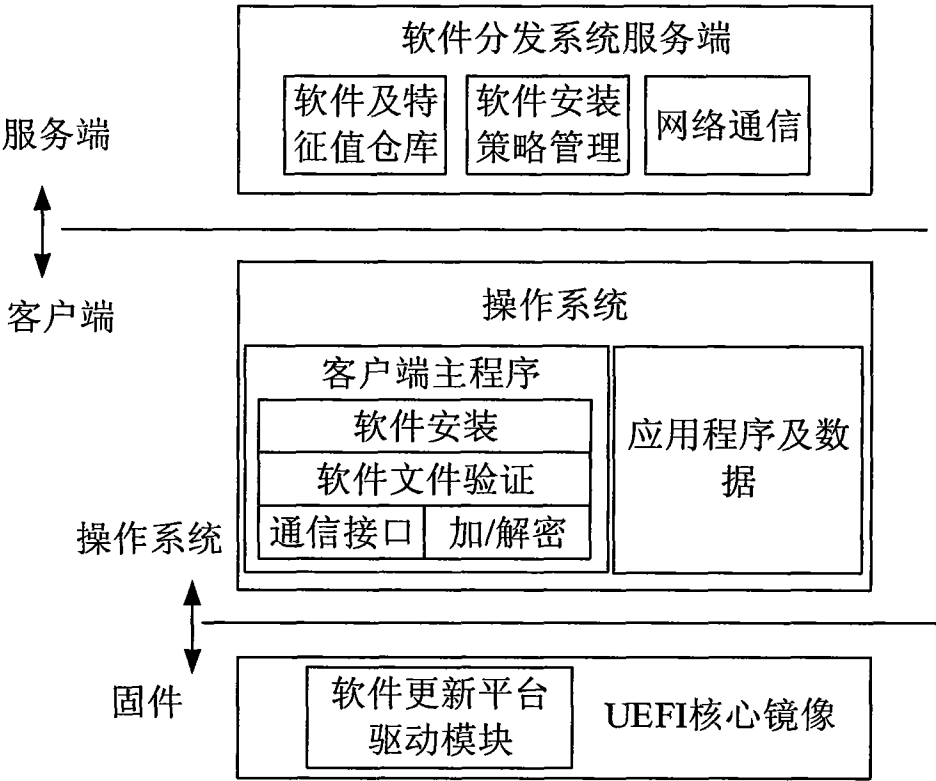 软件分发系统服务端
软件及特
征值仓库
软件安装
策略管理
网络通信
服务端
客户端
操作系统
客户端主程序
软件安装
软件文件验证
通信接口
加/解密
应用程序及数
据
操作系统
固件
软件更新平台
驱动模块
UEFI核心镜像